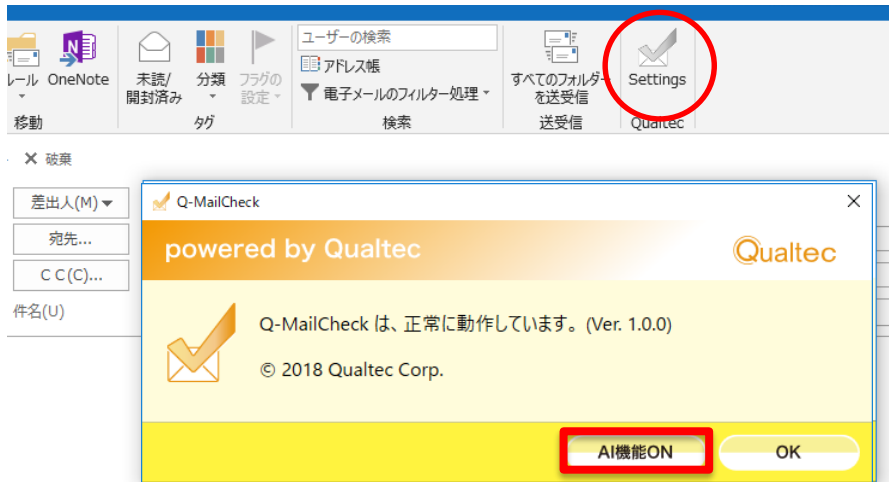 ユーザーの検索
アドレス帳
電子メールのフィルター処理
ルール OneNote
未読/
開封済み
分類
フラグの
設定
すべてのフォルダー
を送受信
Settings
移動 タグ 検索 送受信 Qualtec
破棄
差出人(M)
宛先...
C C (C)...
件名(U)
Q-MailCheck
powered by Qualtec
Qualtec
Q-MailCheck は、正常に動作しています。(Ver. 1.0.0)
© 2018 Qualtec Corp.
AI機能ON OK